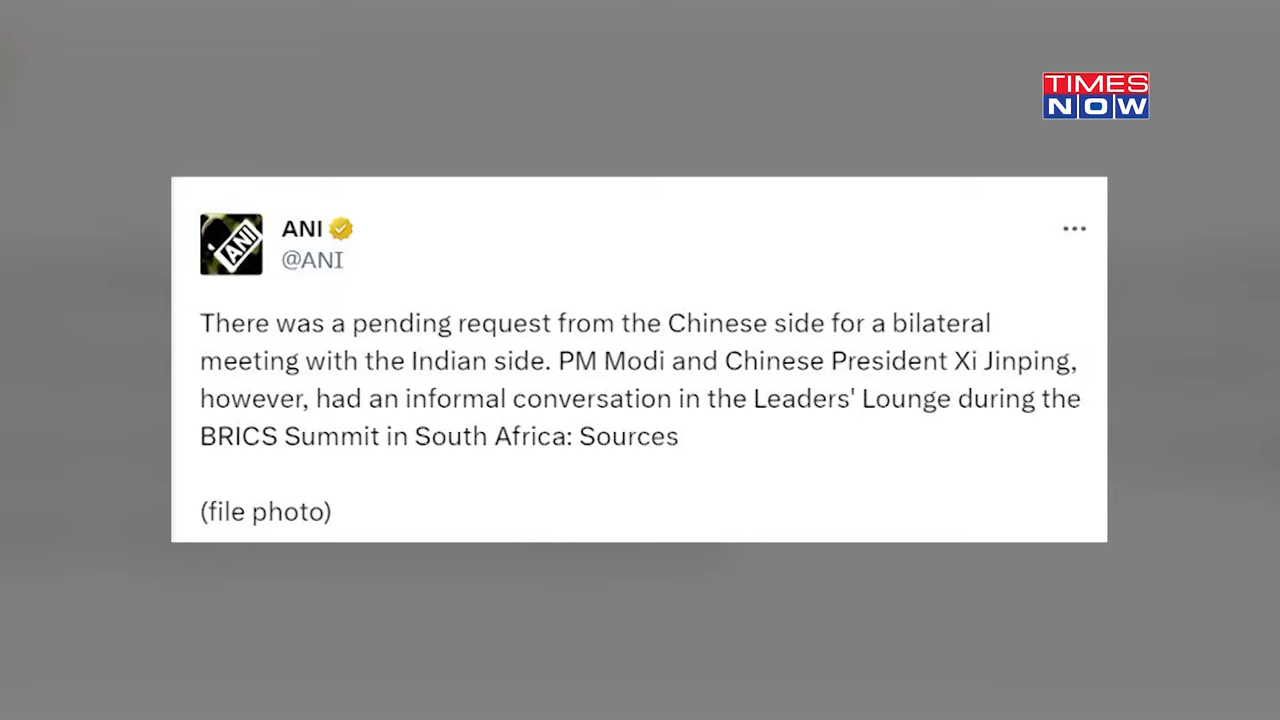 TIMES
NOW
ANI
ANI
@ANI
There was a pending request from the Chinese side for a bilateral
meeting with the Indian side. PM Modi and Chinese President Xi Jinping,
however, had an informal conversation in the Leaders' Lounge during the
BRICS Summit in South Africa: Sources
(file photo)